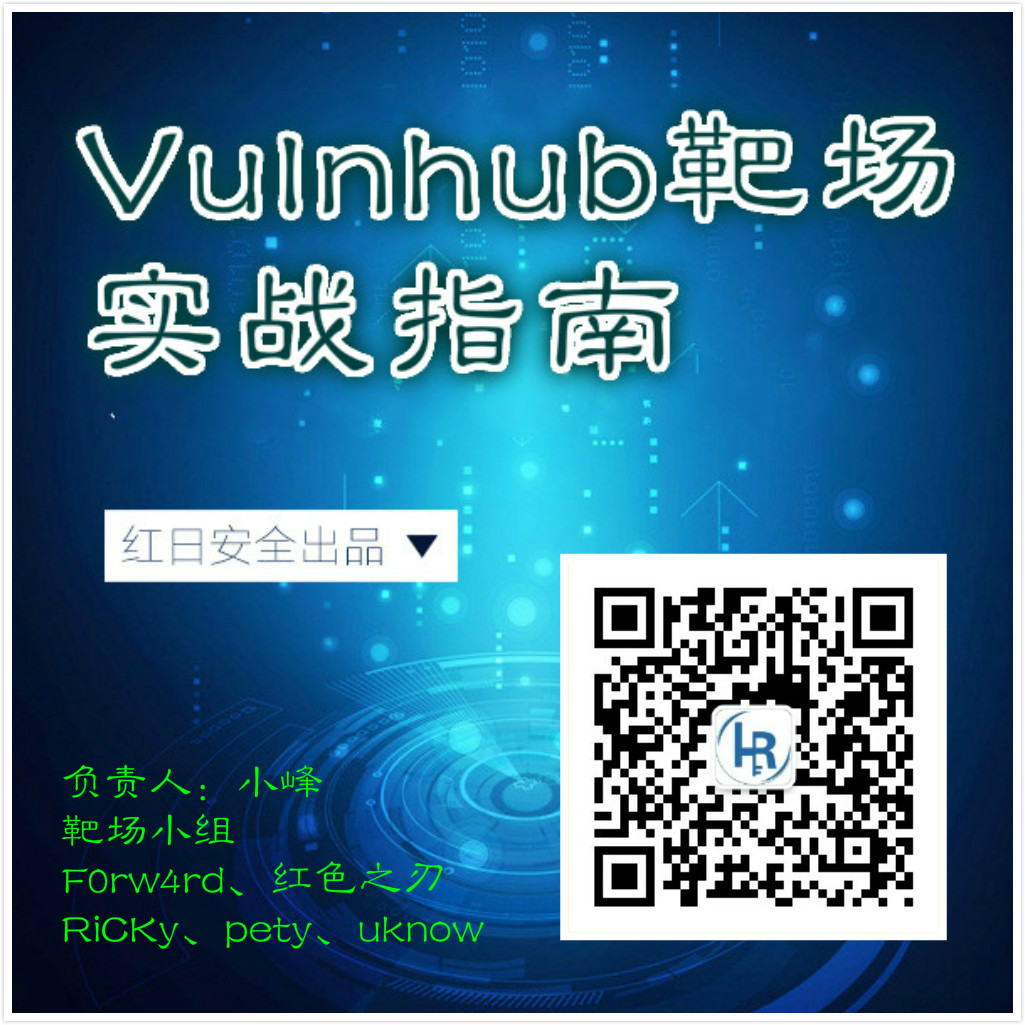 Vulnhub靶场
实战指南
红日安全出品 ▼
HR
负责人：小峰
靶场小组
F0rw4rd、红色之刃
RiCKy、pety、uknow